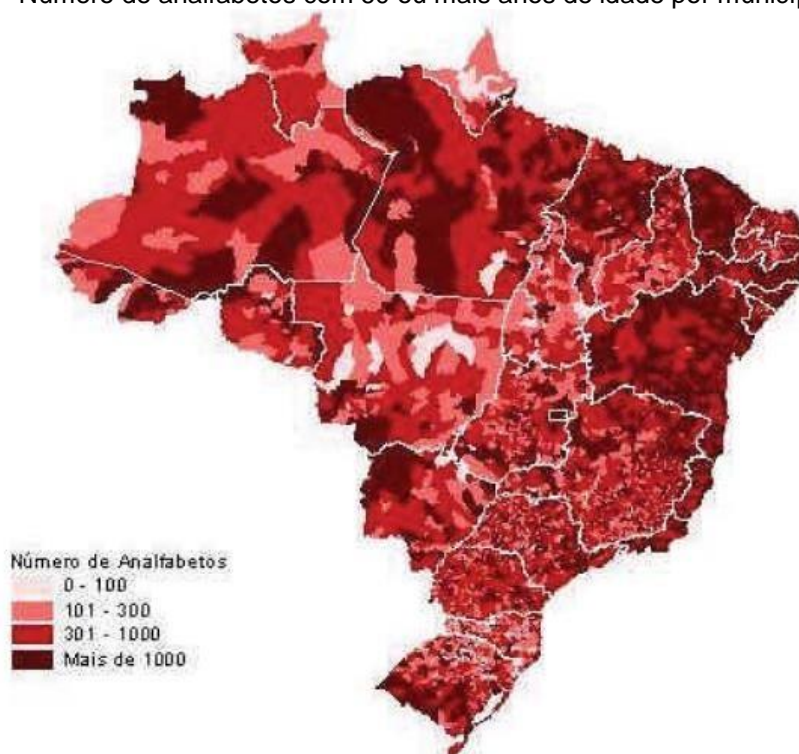 Número de analfabetos com 60 ou mais anos de idade por
Número de Analfabetos
0 - 100
101 - 300
301 - 1000
Mais de 1000